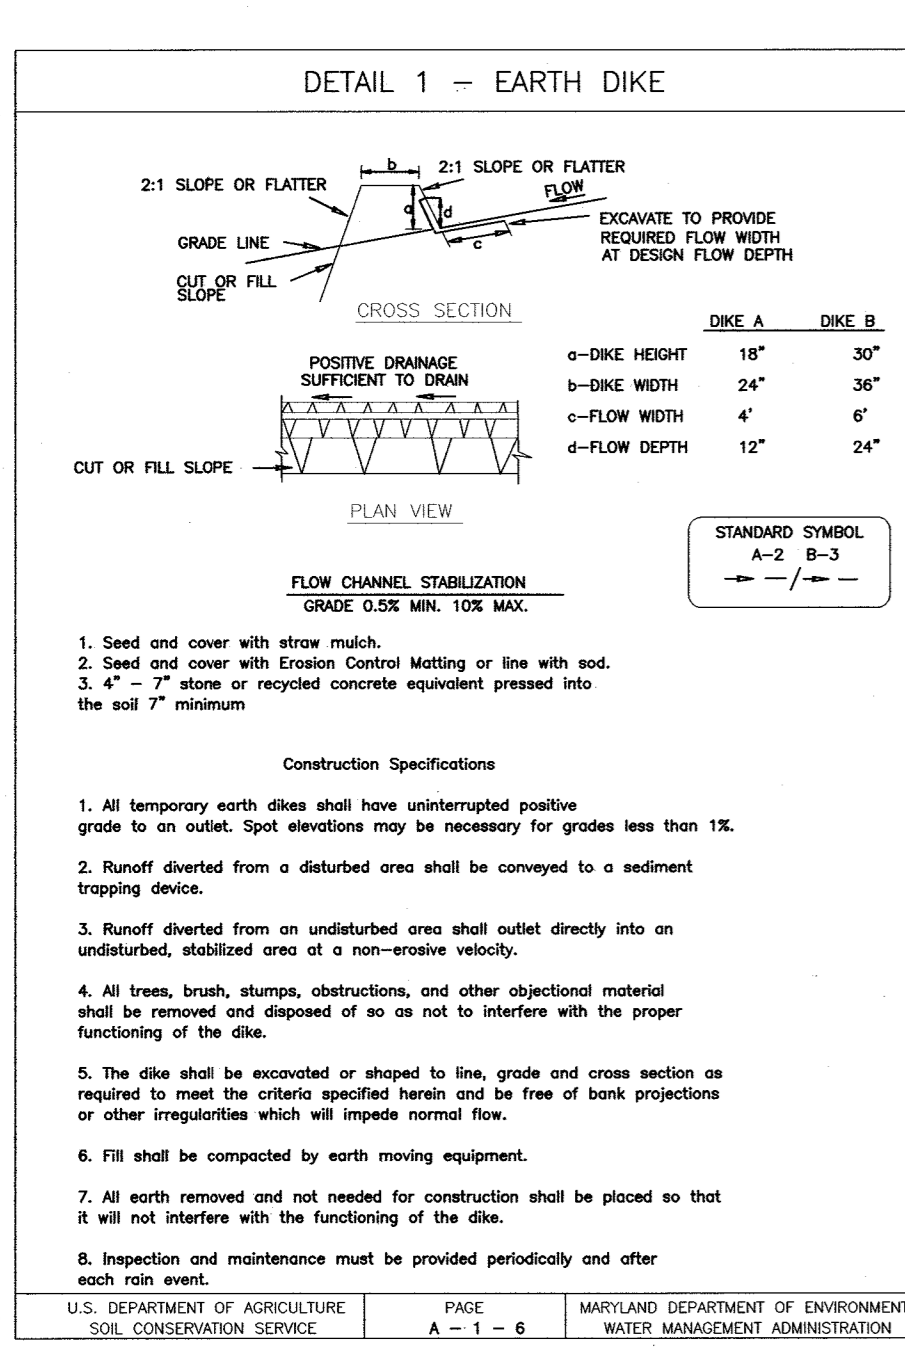 DETAIL 1 – EARTH DIKE
b
2:1 SLOPE OR FLATTER
2:1 SLOPE OR FLATTER
FLOW
a
d
EXCAVATE TO PROVIDE
REQUIRED FLOW WIDTH
AT DESIGN FLOW DEPTH
GRADE LINE
c
CUT OR FILL
SLOPE
CROSS SECTION
DIKE A DIKE B
a–DIKE HEIGHT 18" 30"
b–DIKE WIDTH 24" 36"
c–FLOW WIDTH 4' 6'
d–FLOW DEPTH 12" 24"
POSITIVE DRAINAGE
SUFFICIENT TO DRAIN
CUT OR FILL SLOPE
PLAN VIEW
STANDARD SYMBOL
A–2 B–3
/
FLOW CHANNEL STABILIZATION
GRADE 0.5% MIN. 10% MAX.
1. Seed and cover with straw mulch.
2. Seed and cover with Erosion Control Matting or line with sod.
3. 4" – 7" stone or recycled concrete equivalent pressed into
the soil 7" minimum
Construction Specifications
1. All temporary earth dikes shall have uninterrupted positive
grade to an outlet. Spot elevations may be necessary for grades less than 1%.
2. Runoff diverted from a disturbed area shall be conveyed to a sediment
trapping device.
3. Runoff diverted from an undisturbed area shall outlet directly into an
undisturbed, stabilized area at a non–erosive velocity.
4. All trees, brush, stumps, obstructions, and other objectional material
shall be removed and disposed of so as not to interfere with the proper
functioning of the dike.
5. The dike shall be excavated or shaped to line, grade and cross section as
required to meet the criteria specified herein and be free of bank projections
or other irregularities which will impede normal flow.
6. Fill shall be compacted by earth moving equipment.
7. All earth removed and not needed for construction shall be placed so that
it will not interfere with the functioning of the dike.
8. Inspection and maintenance must be provided periodically and after
each rain event.
U.S. DEPARTMENT OF AGRICULTURE
SOIL CONSERVATION SERVICE
PAGE
A – 1 – 6
MARYLAND DEPARTMENT OF ENVIRONMENT
WATER MANAGEMENT ADMINISTRATION